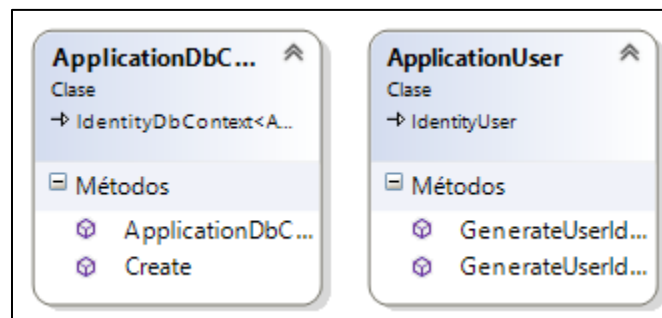 ApplicationDbC...
Clase
IdentityDbContext<A...
Métodos
ApplicationDbC...
Create
ApplicationUser
Clase
IdentityUser
Métodos
GenerateUserId...
GenerateUserId...